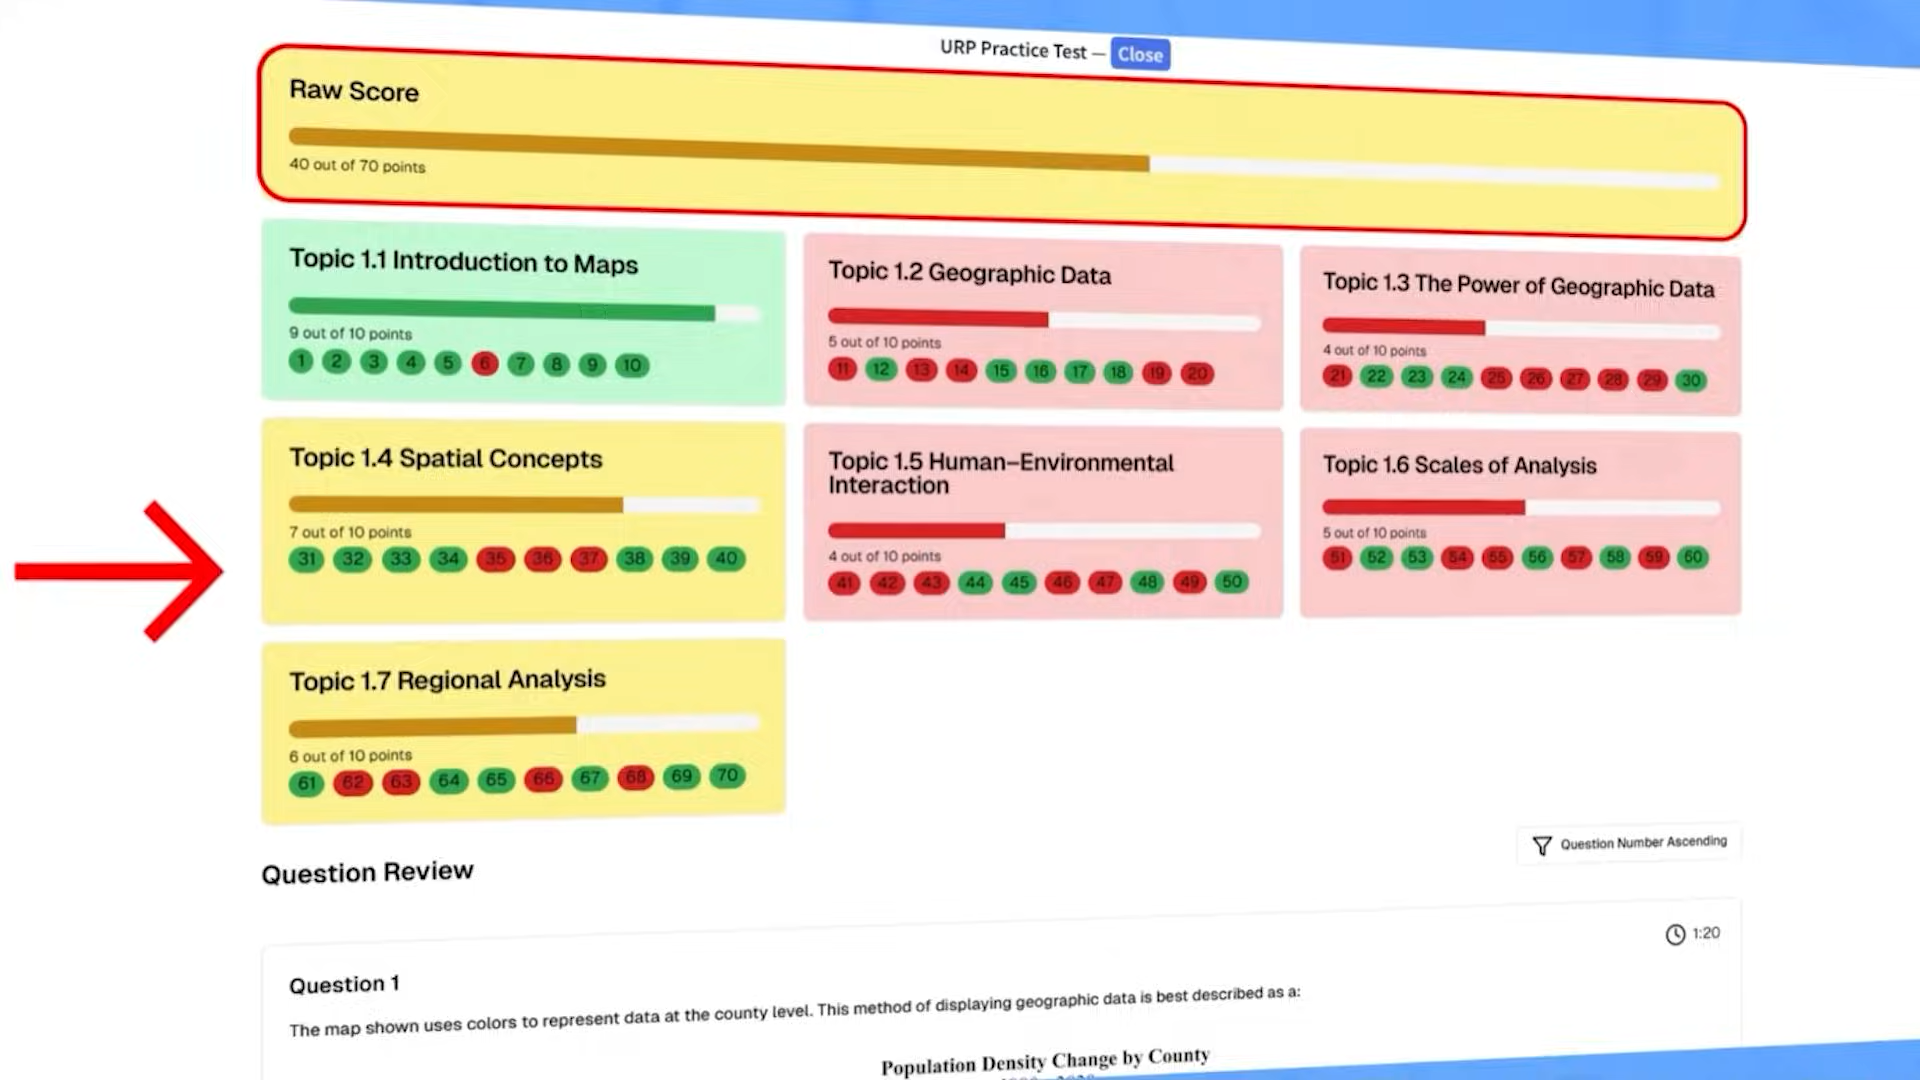 URP Practice Test — Close
Raw Score
40 out of 70 points
Topic 1.1 Introduction to Maps
9 out of 10 points
1 2 3 4 5 6 7 8 9 10
Topic 1.2 Geographic Data
5 out of 10 points
11 12 13 14 15 16 17 18 19 20
Topic 1.3 The Power of Geographic Data
4 out of 10 points
21 22 23 24 25 26 27 28 29 30
Topic 1.4 Spatial Concepts
7 out of 10 points
31 32 33 34 35 36 37 38 39 40
Topic 1.5 Human–Environmental
Interaction
4 out of 10 points
41 42 43 44 45 46 47 48 49 50
Topic 1.6 Scales of Analysis
5 out of 10 points
51 52 53 54 55 56 57 58 59 60
Topic 1.7 Regional Analysis
6 out of 10 points
61 62 63 64 65 66 67 68 69 70
Question Review
Question Number Ascending
1:20
Question 1
The map shown uses colors to represent data at the county level. This method of displaying geographic data is best described as a:
Population Density Change by County